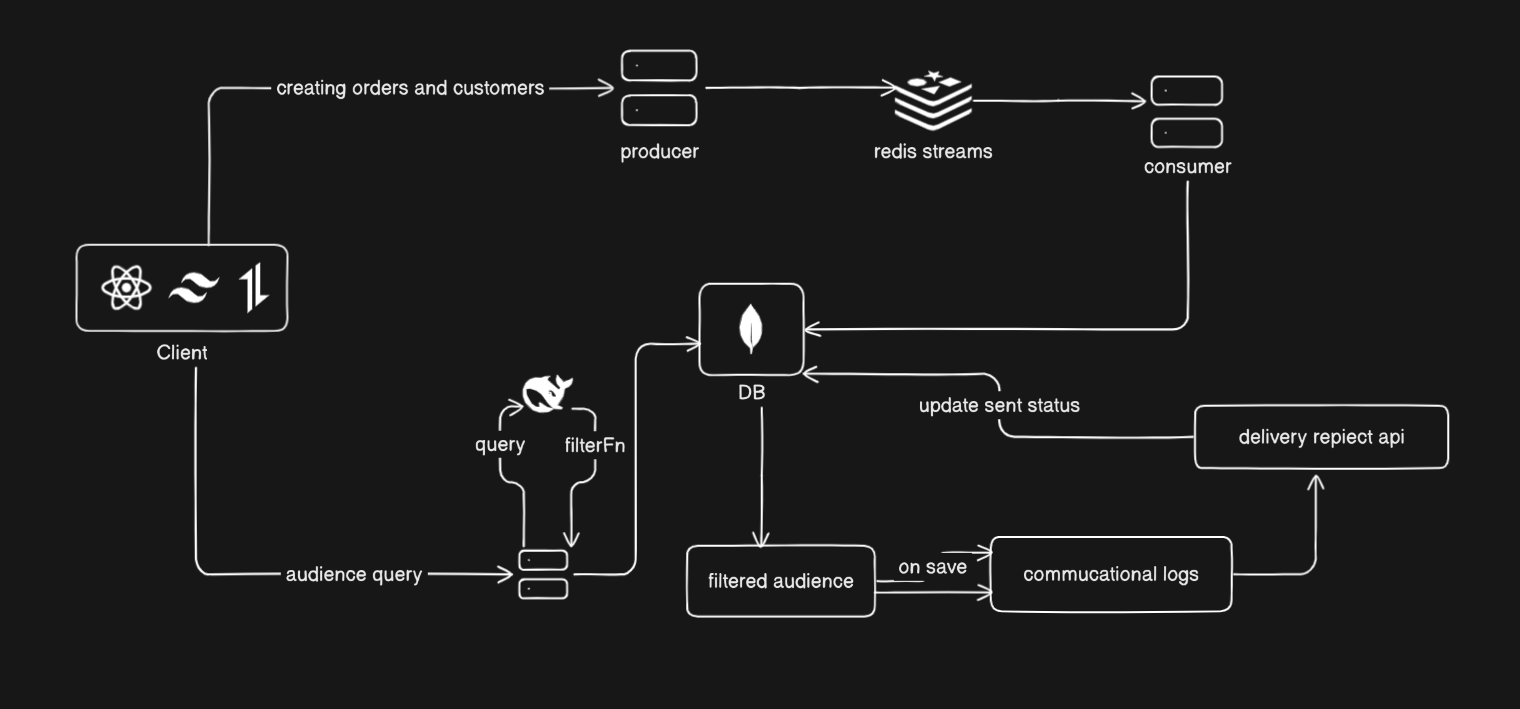 creating orders and customers
producer
redis streams
consumer
Client
DB
query
filterFn
update sent status
delivery repiect api
audience query
filtered audience
on save
commucational logs